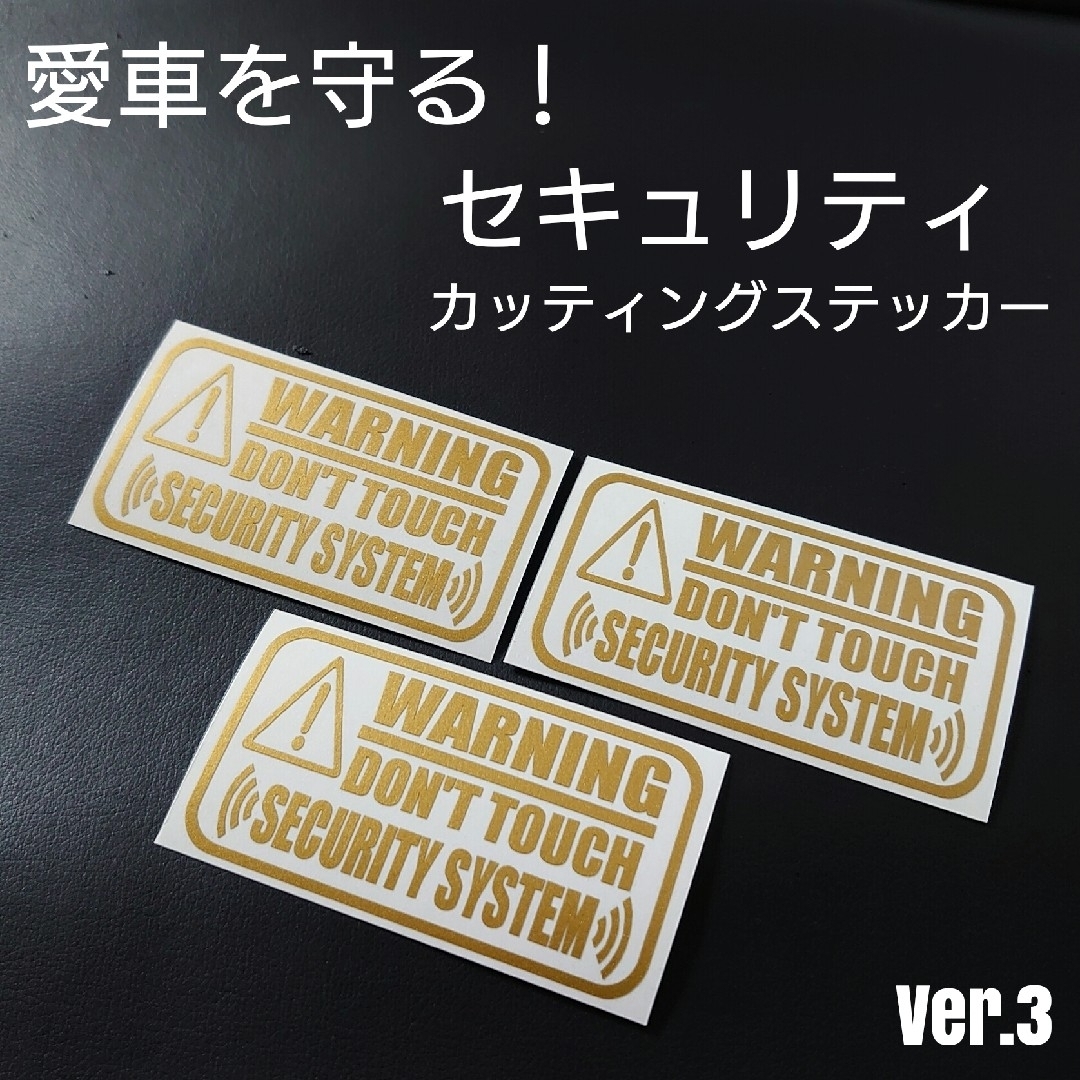 愛車を守る！
セキュリティ
カッティングステッカー
WARNING
DON'T TOUCH
SECURITY SYSTEM
WARNING
DON'T TOUCH
SECURITY SYSTEM
WARNING
DON'T TOUCH
SECURITY SYSTEM
Ver.3